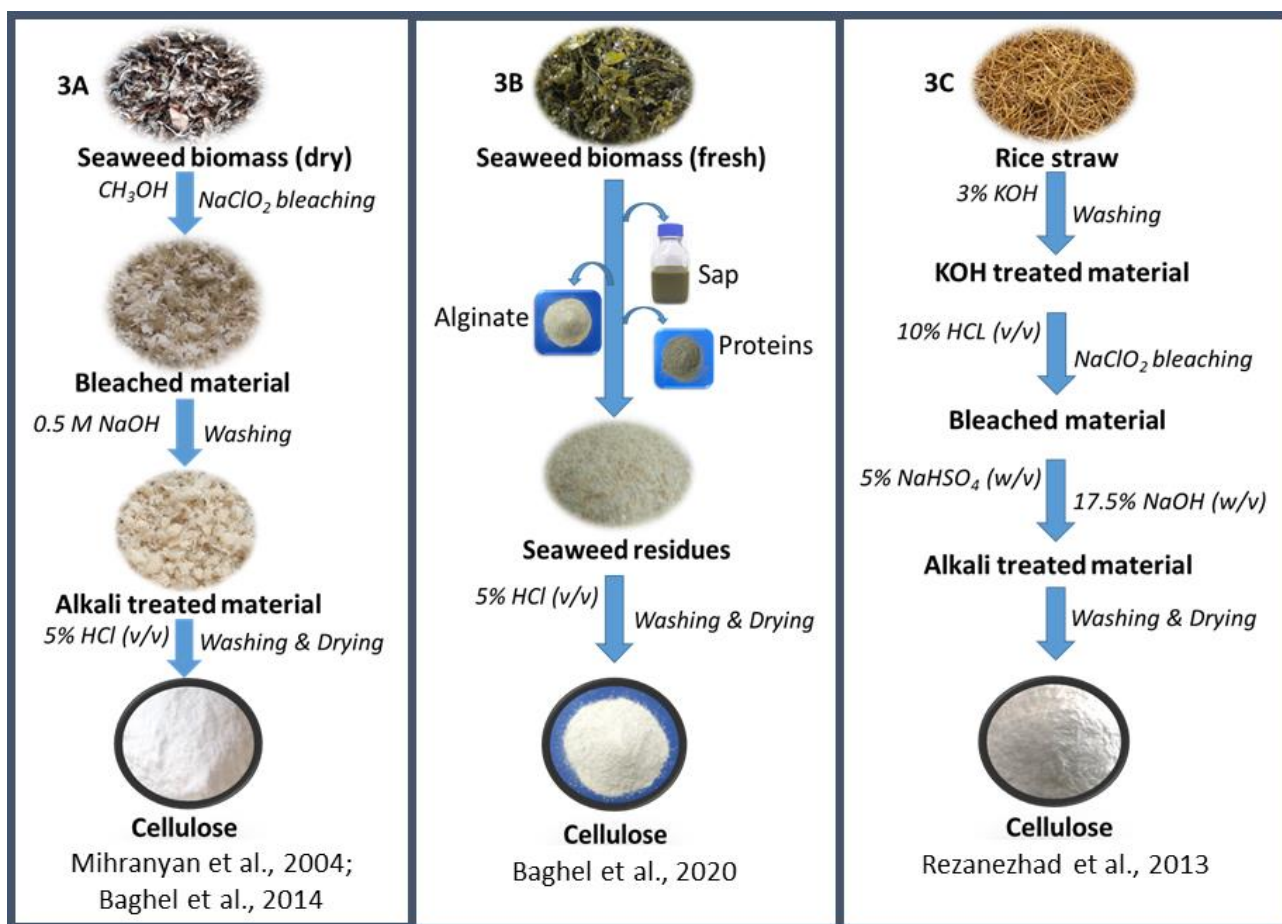 3A
Seaweed biomass (dry)
CH₃OH
NaClO₂ bleaching
Bleached material
0.5 M NaOH
Washing
Alkali treated material
5% HCl (v/v)
Washing & Drying
Cellulose
Mihranyan et al., 2004;
Baghel et al., 2014
3B
Seaweed biomass (fresh)
Sap
Alginate
Proteins
Seaweed residues
5% HCl (v/v)
Washing & Drying
Cellulose
Baghel et al., 2020
3C
Rice straw
3% KOH
Washing
KOH treated material
10% HCL (v/v)
NaClO₂ bleaching
Bleached material
5% NaHSO₄ (w/v)
17.5% NaOH (w/v)
Alkali treated material
Washing & Drying
Cellulose
Rezanezhad et al., 2013